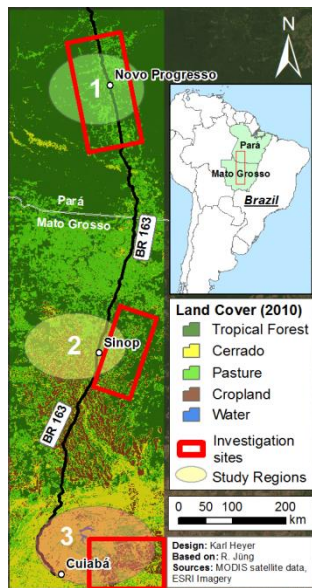 N
1
Novo Progresso
Pará
Mato Grosso
BR 163
2
Sinop
BR 163
3
Cuiabá
Pará
Mato Grosso
Brazil
Land Cover (2010)
Tropical Forest
Cerrado
Pasture
Cropland
Water
Investigation
sites
Study Regions
0 50 100 200
km
Design: Karl Heyer
Based on: R. Jüng
Sources: MODIS satellite data,
ESRI Imagery